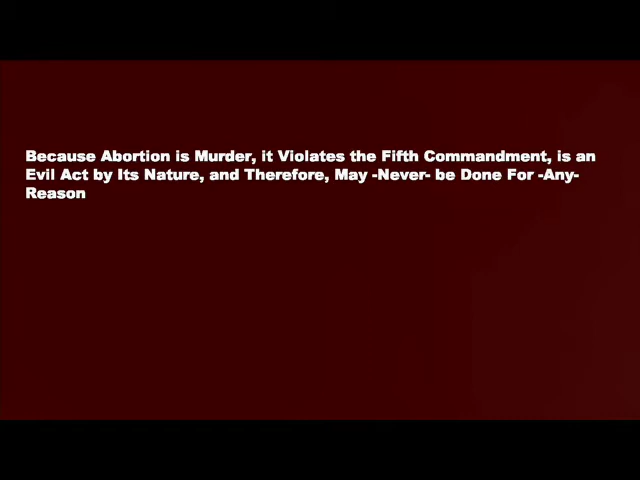 Because Abortion is Murder, it Violates the Fifth Commandment, is an
Evil Act by Its Nature, and Therefore, May -Never- be Done For -Any-
Reason